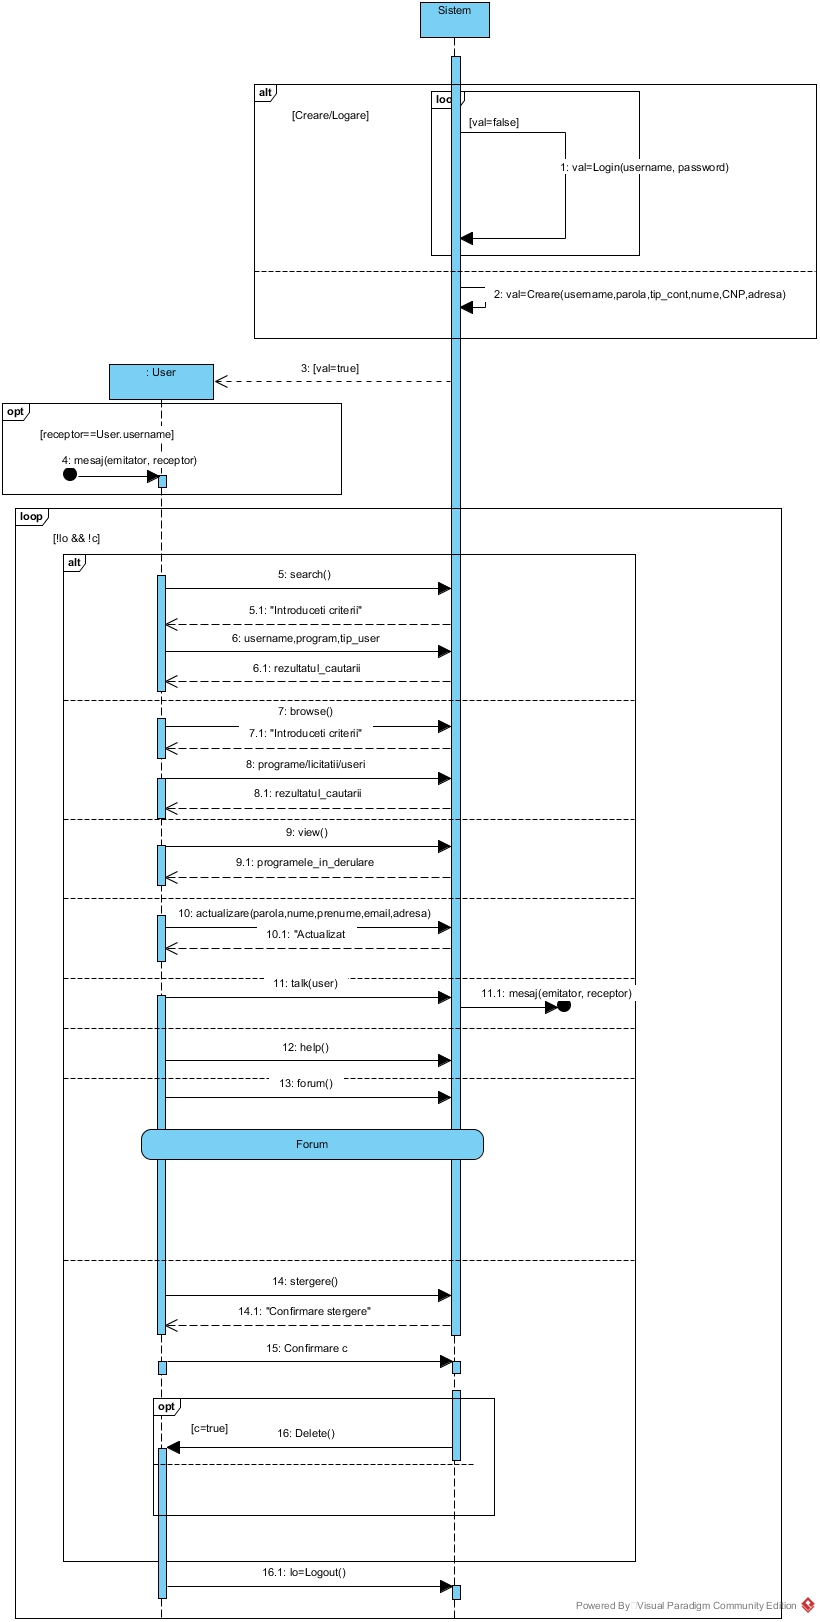 Sistem
alt
loo
[Creare/Logare]
[val=false]
1: val=Login(username, password)
2: val=Creare(username,parola,tip_cont,nume,CNP,adresa)
3: [val=true]
: User
opt
[receptor==User.username]
4: mesaj(emitator, receptor)
loop
[!lo && !c]
alt
5: search()
5.1: "Introduceti criterii"
6: username,program,tip_user
6.1: rezultatul_cautarii
7: browse()
7.1: "Introduceti criterii"
8: programe/licitatii/useri
8.1: rezultatul_cautarii
9: view()
9.1: programele_in_derulare
10: actualizare(parola,nume,prenume,email,adresa)
10.1: "Actualizat
11: talk(user)
11.1: mesaj(emitator, receptor)
12: help()
13: forum()
Forum
14: stergere()
14.1: "Confirmare stergere"
15: Confirmare c
opt
[c=true]
16: Delete()
16.1: lo=Logout()
Powered By Visual Paradigm Community Edition